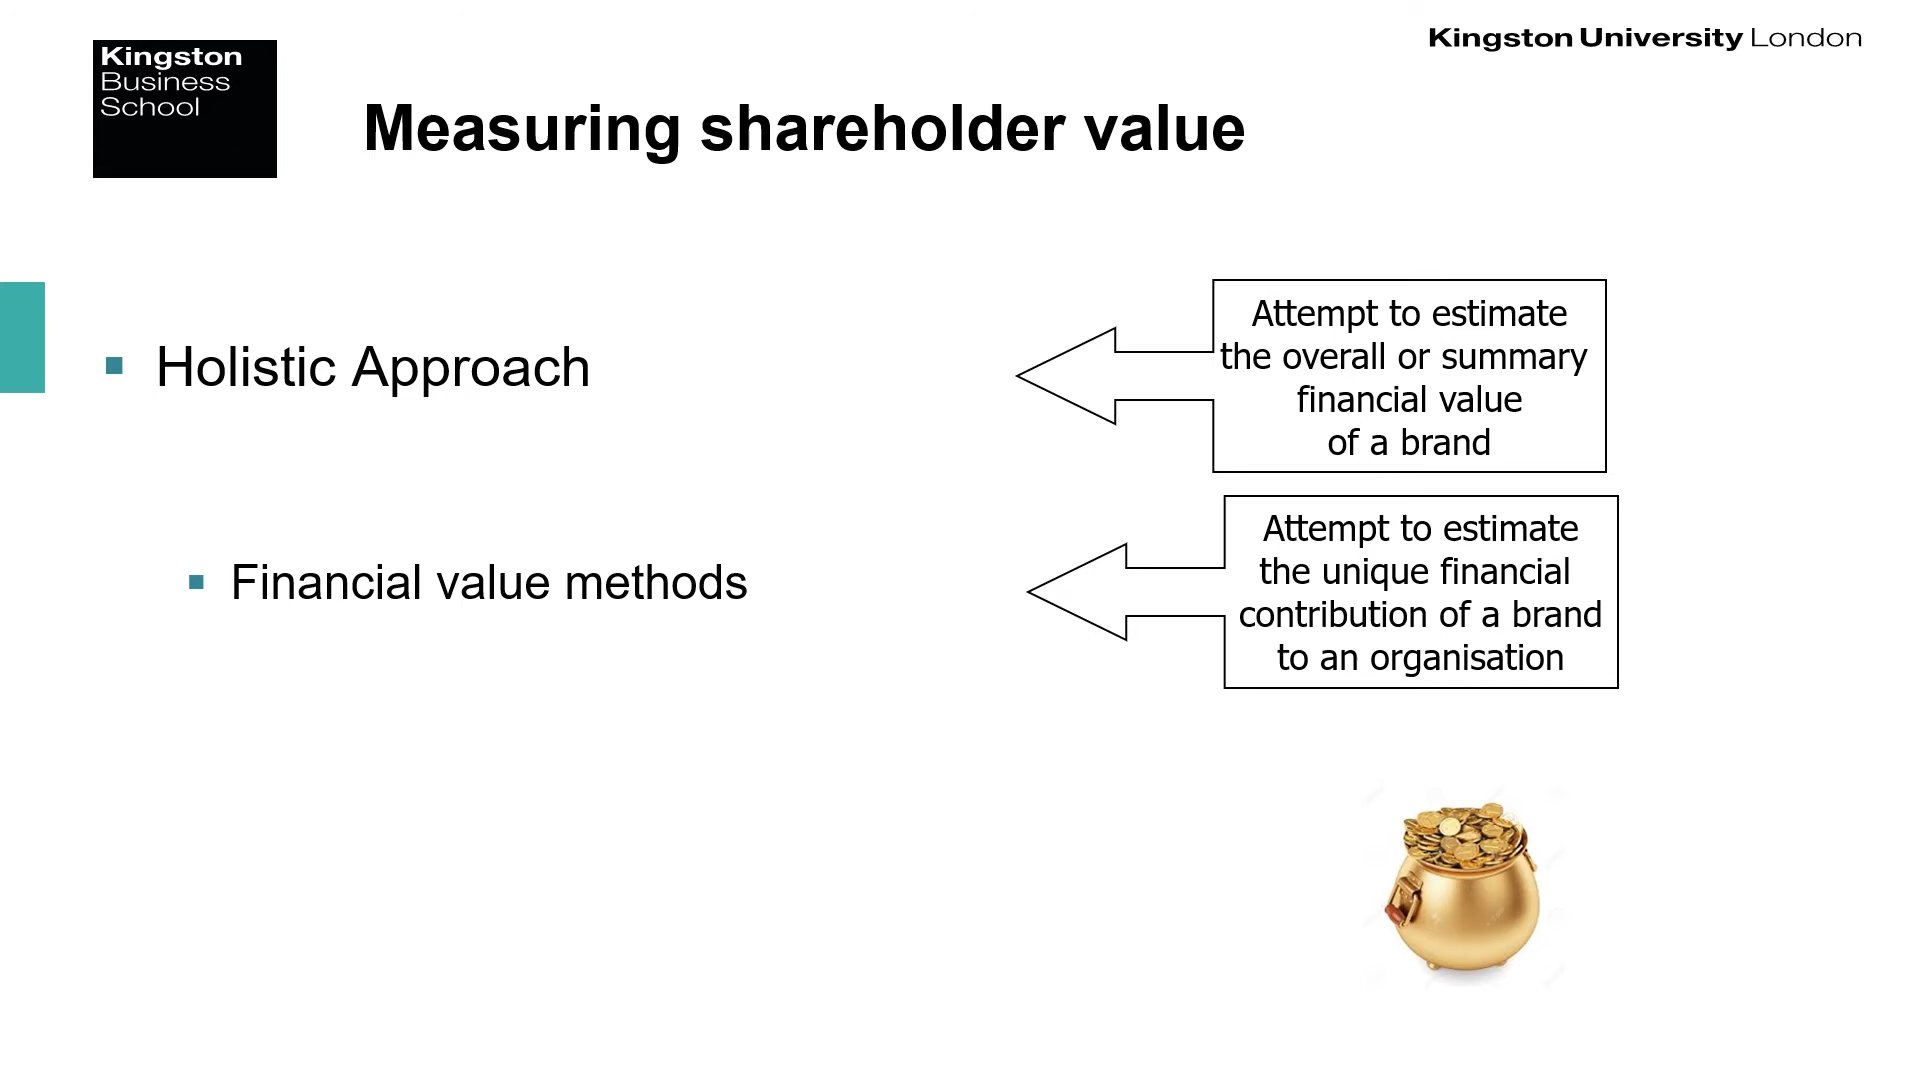 Kingston University London
Kingston
Business
School
Measuring shareholder value
Holistic Approach
Attempt to estimate
the overall or summary
financial value
of a brand
Financial value methods
Attempt to estimate
the unique financial
contribution of a brand
to an organisation